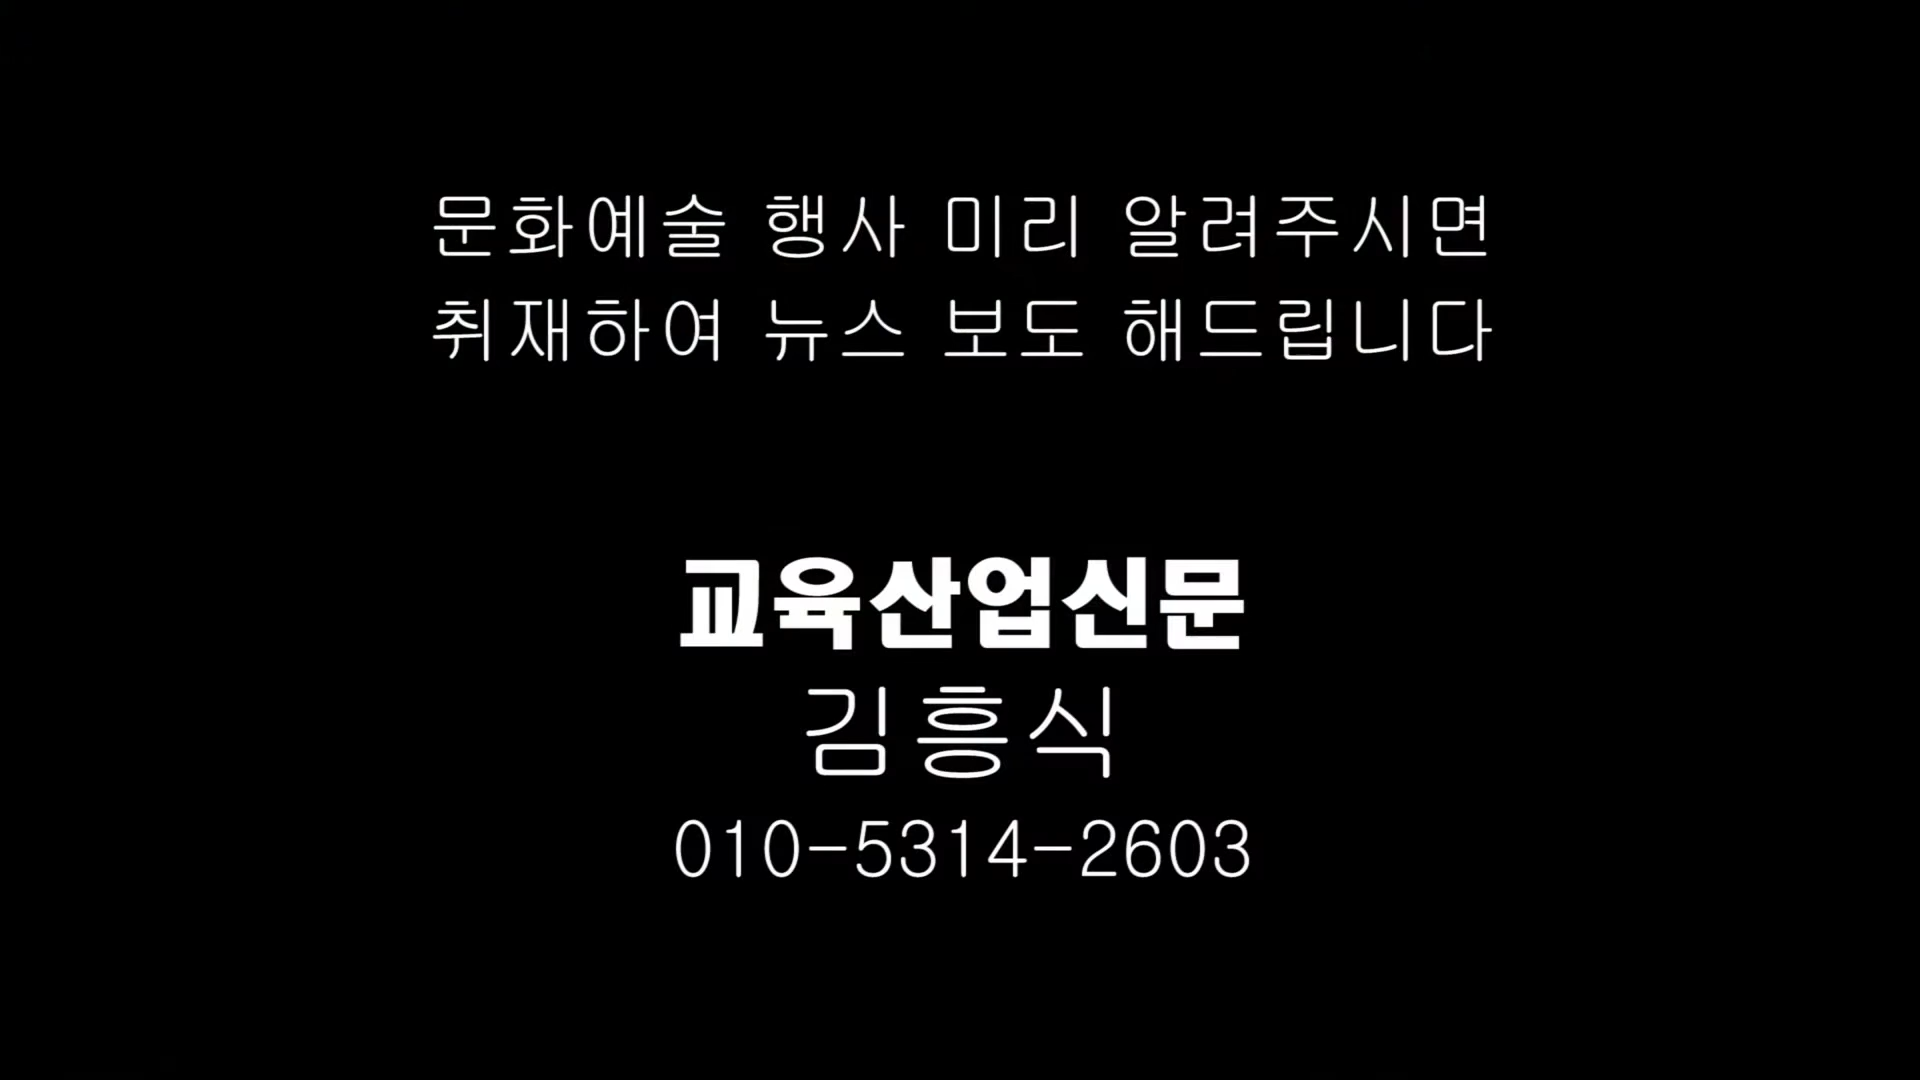 문화예술 행사 미리 알려주시면
취재하여 뉴스 보도 해드립니다
교육산업신문
김흥식
010-5314-2603